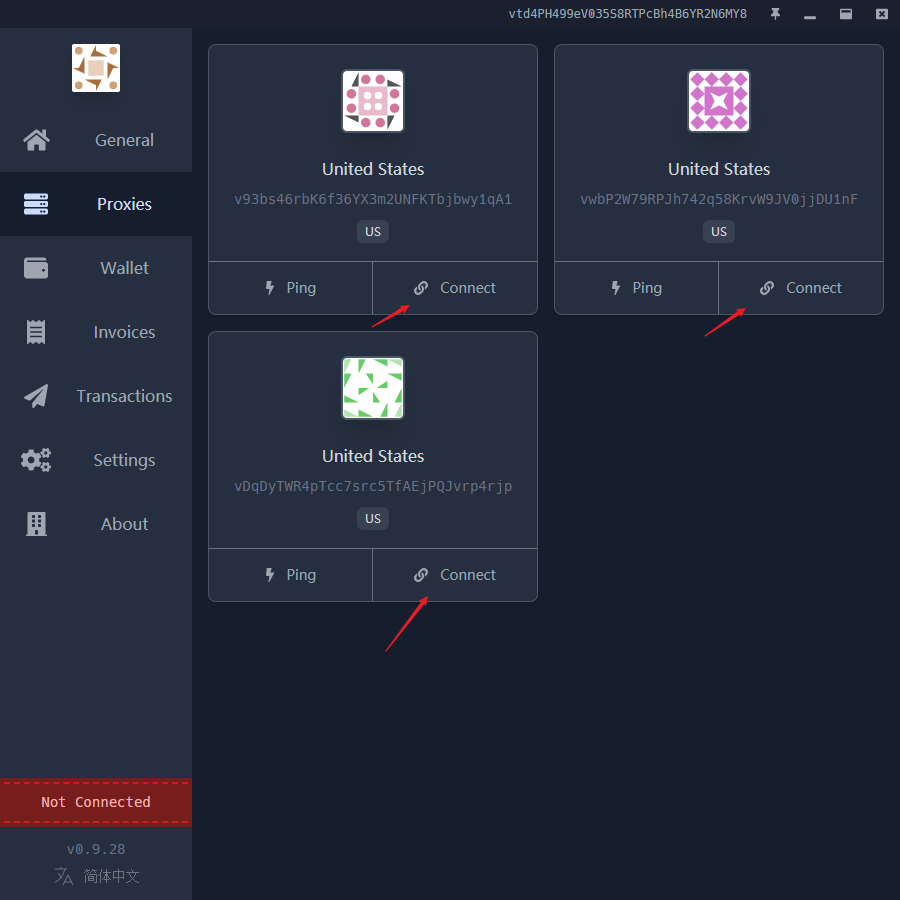 vtd4PH499eV035S8RTPcBh4B6YR2N6MY8
General
Proxies
Wallet
Invoices
Transactions
Settings
About
Not Connected
v0.9.28
简体中文
United States
v93bs46rbK6f36YX3m2UNFKTbjbwy1qA1
US
Ping
Connect
United States
vwbP2W79RPJh742q58KrvW9JV0jjDU1nF
US
Ping
Connect
United States
vDqDyTWR4pTcc7src5TfAEjPQJvrp4rjp
US
Ping
Connect